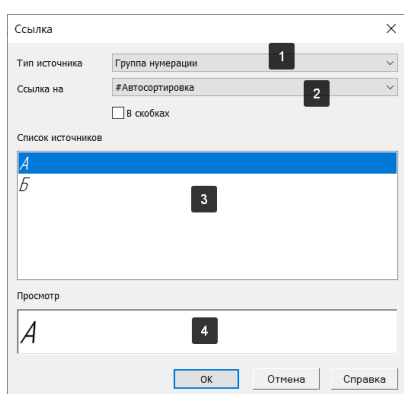 Ссылка
Тип источника Группа нумерации 1
Ссылка на #Автосортировка 2
В скобках
Список источников
А
Б
3
Просмотр
А 4
ОК Отмена Справка